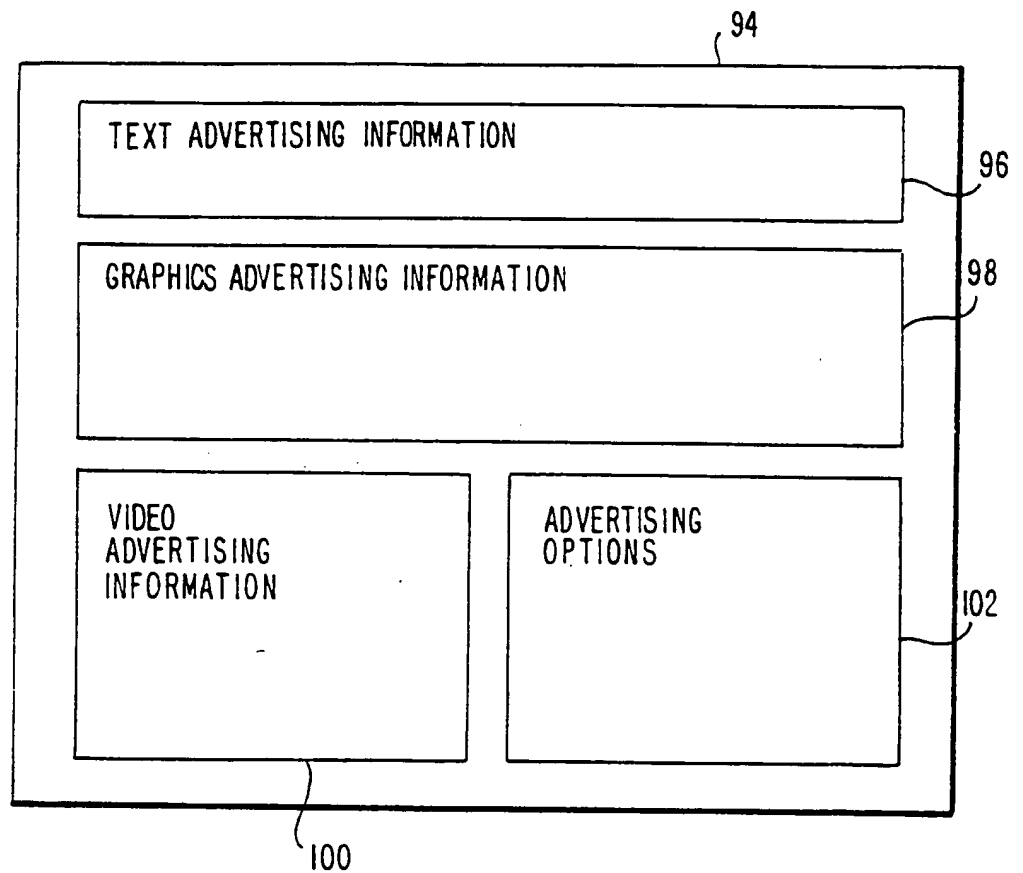 94
TEXT ADVERTISING INFORMATION
96
GRAPHICS ADVERTISING INFORMATION
98
VIDEO
ADVERTISING
INFORMATION
ADVERTISING
OPTIONS
102
100